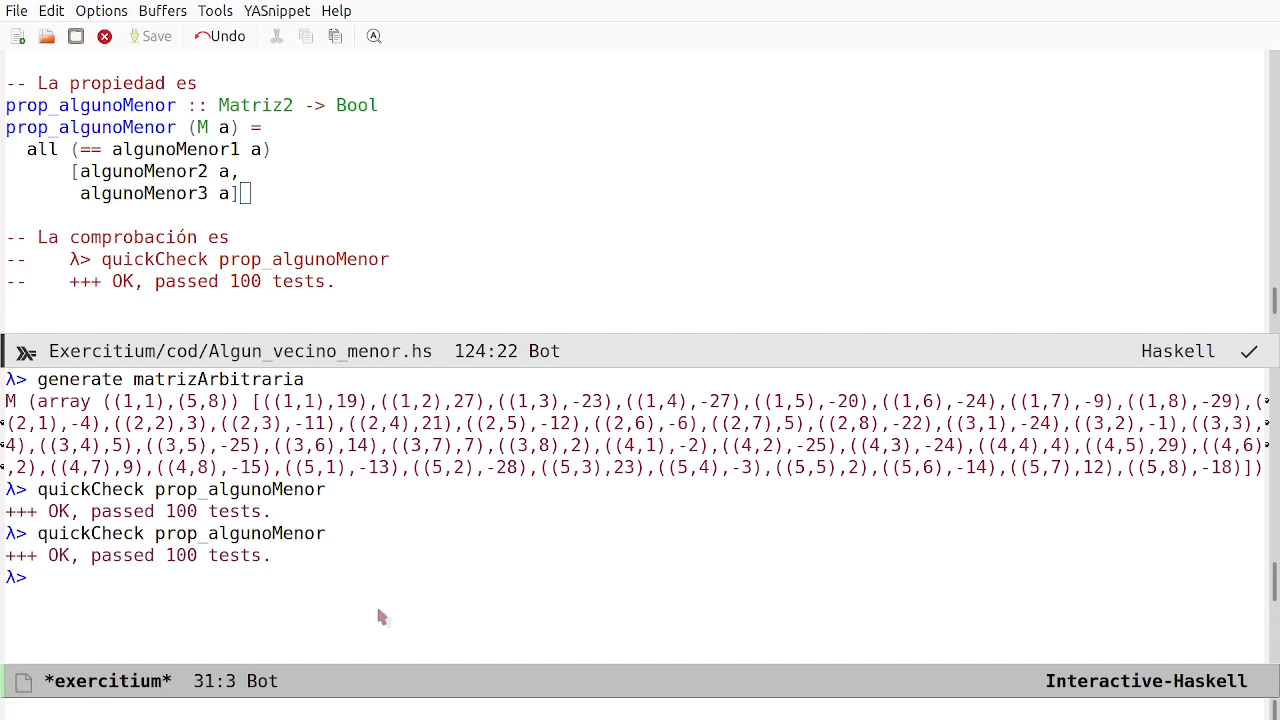 File Edit Options Buffers Tools YASnippet Help
Save Undo
-- La propiedad es
prop_algunoMenor :: Matriz2 -> Bool
prop_algunoMenor (M a) =
  all (== algunoMenor1 a)
      [algunoMenor2 a,
       algunoMenor3 a]
-- La comprobación es
--    λ> quickCheck prop_algunoMenor
--    +++ OK, passed 100 tests.
Exercitium/cod/Algun_vecino_menor.hs 124:22 Bot Haskell
λ> generate matrizArbitraria
M (array ((1,1),(5,8)) [((1,1),19),((1,2),27),((1,3),-23),((1,4),-27),((1,5),-20),((1,6),-24),((1,7),-9),((1,8),-29),(
(2,1),-4),((2,2),3),((2,3),-11),((2,4),21),((2,5),-12),((2,6),-6),((2,7),5),((2,8),-22),((3,1),-24),((3,2),-1),((3,3),
4),((3,4),5),((3,5),-25),((3,6),14),((3,7),7),((3,8),2),((4,1),-2),((4,2),-25),((4,3),-24),((4,4),4),((4,5),29),((4,6)
,2),((4,7),9),((4,8),-15),((5,1),-13),((5,2),-28),((5,3),23),((5,4),-3),((5,5),2),((5,6),-14),((5,7),12),((5,8),-18)])
λ> quickCheck prop_algunoMenor
+++ OK, passed 100 tests.
λ> quickCheck prop_algunoMenor
+++ OK, passed 100 tests.
λ>
*exercitium* 31:3 Bot Interactive-Haskell